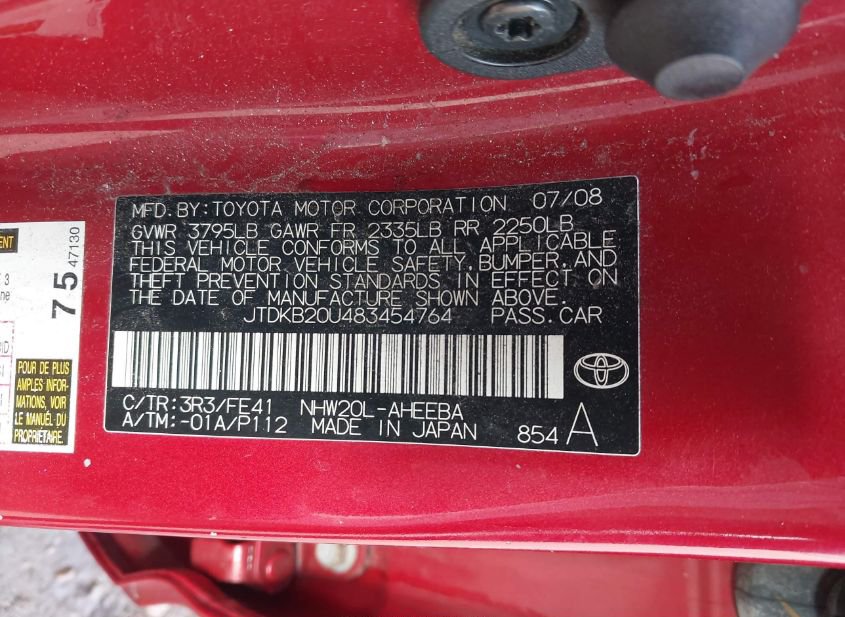 MFD.BY:TOYOTA MOTOR CORPORATION 07/08
GVWR 3795LB GAWR FR 2335LB RR 2250LB
THIS VEHICLE CONFORMS TO ALL APPLICABLE
FEDERAL MOTOR VEHICLE SAFETY,BUMPER,AND
THEFT PREVENTION STANDARDS IN EFFECT ON
THE DATE OF MANUFACTURE SHOWN ABOVE.
JTDKB20U483454764 PASS.CAR
C/TR:3R3/FE41 NHW20L-AHEEBA
A/TM:-01A/P112 MADE IN JAPAN 854 A
75
47130
POUR DE PLUS
AMPLES INFOR-
MATIONS, VOIR
LE MANUEL DU
PROPRIÉTAIRE.